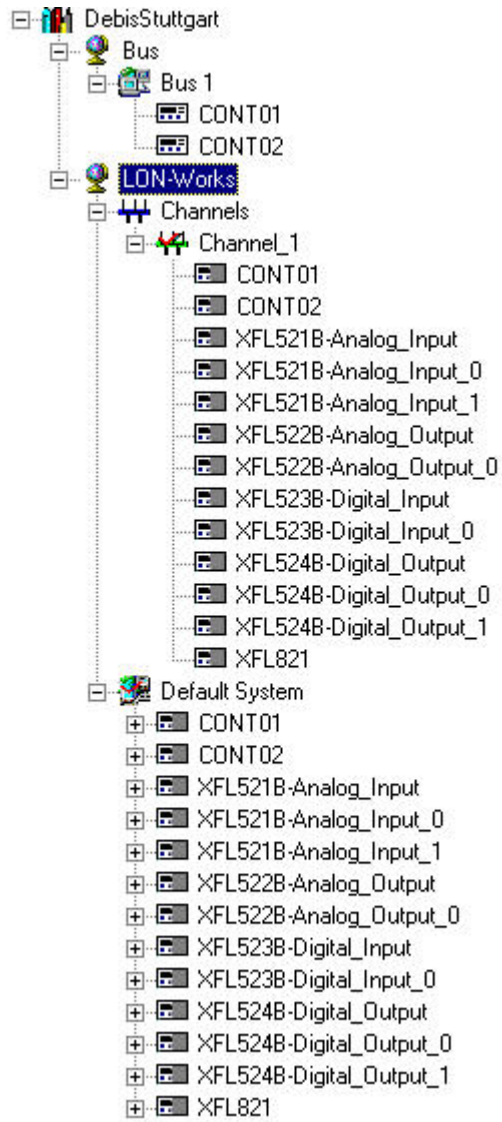 DebisStuttgart
Bus
Bus 1
CONT01
CONT02
LON-Works
Channels
Channel_1
CONT01
CONT02
XFL521B-Analog_Input
XFL521B-Analog_Input_0
XFL521B-Analog_Input_1
XFL522B-Analog_Output
XFL522B-Analog_Output_0
XFL523B-Digital_Input
XFL523B-Digital_Input_0
XFL524B-Digital_Output
XFL524B-Digital_Output_0
XFL524B-Digital_Output_1
XFL821
Default System
CONT01
CONT02
XFL521B-Analog_Input
XFL521B-Analog_Input_0
XFL521B-Analog_Input_1
XFL522B-Analog_Output
XFL522B-Analog_Output_0
XFL523B-Digital_Input
XFL523B-Digital_Input_0
XFL524B-Digital_Output
XFL524B-Digital_Output_0
XFL524B-Digital_Output_1
XFL821